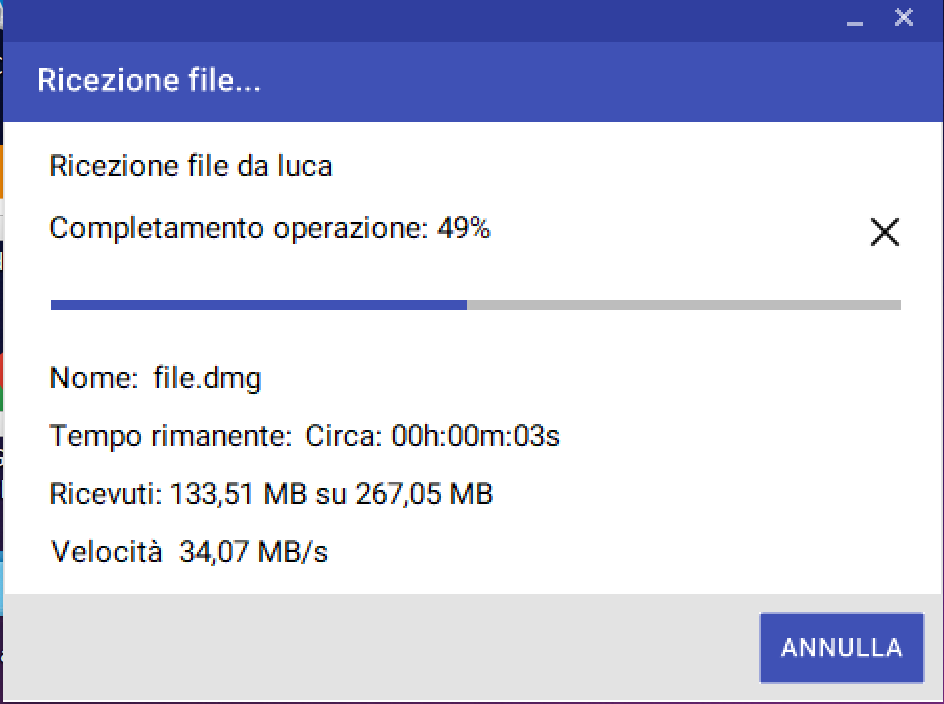 Ricezione file...
Ricezione file da luca
Completamento operazione: 49%
Nome: file.dmg
Tempo rimanente: Circa: 00h:00m:03s
Ricevuti: 133,51 MB su 267,05 MB
Velocità 34,07 MB/s
ANNULLA